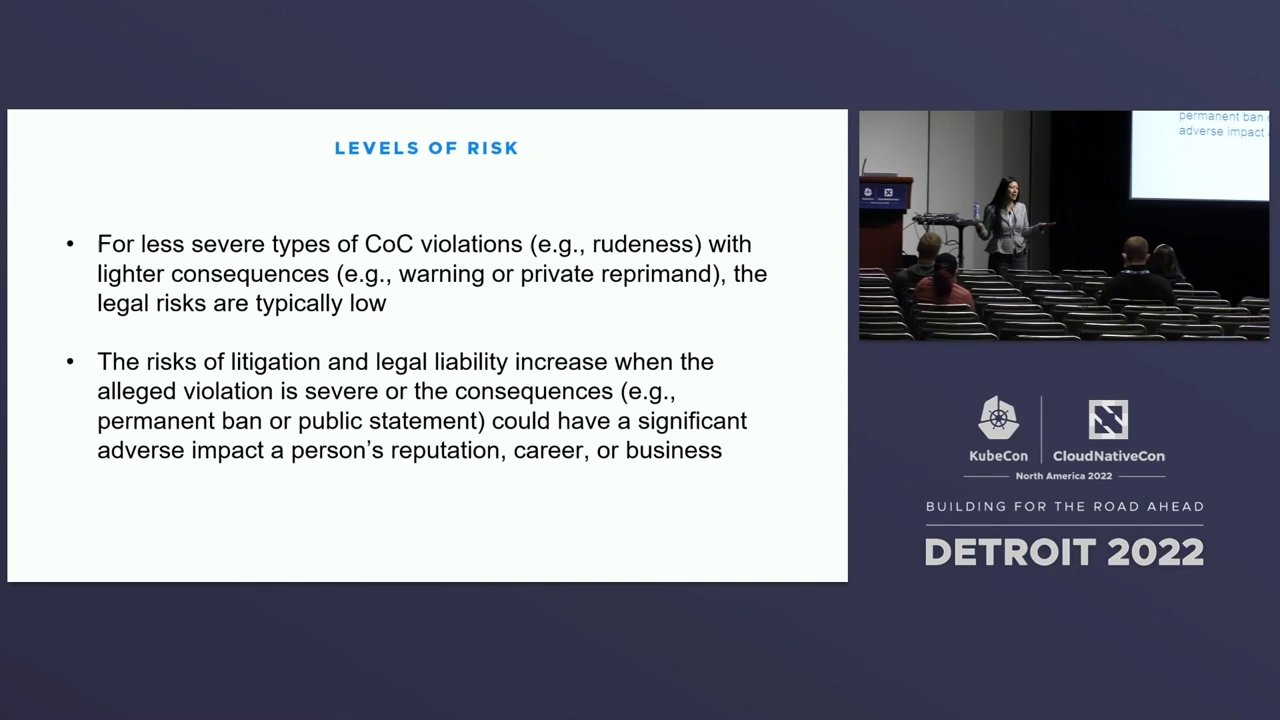 LEVELS OF RISK
• For less severe types of CoC violations (e.g., rudeness) with
lighter consequences (e.g., warning or private reprimand), the
legal risks are typically low
• The risks of litigation and legal liability increase when the
alleged violation is severe or the consequences (e.g.,
permanent ban or public statement) could have a significant
adverse impact a person’s reputation, career, or business
permanent ban
adverse impact
KubeCon
CloudNativeCon
North America 2022
BUILDING FOR THE ROAD AHEAD
DETROIT 2022